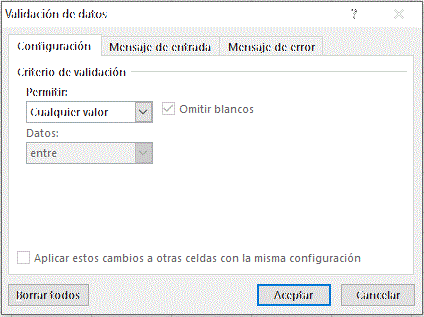 Validación de datos ?
Configuración Mensaje de entrada Mensaje de error
Criterio de validación
Permitir:
Cualquier valor Omitir blancos
Datos:
entre
Aplicar estos cambios a otras celdas con la misma configuración
Borrar todos Aceptar Cancelar